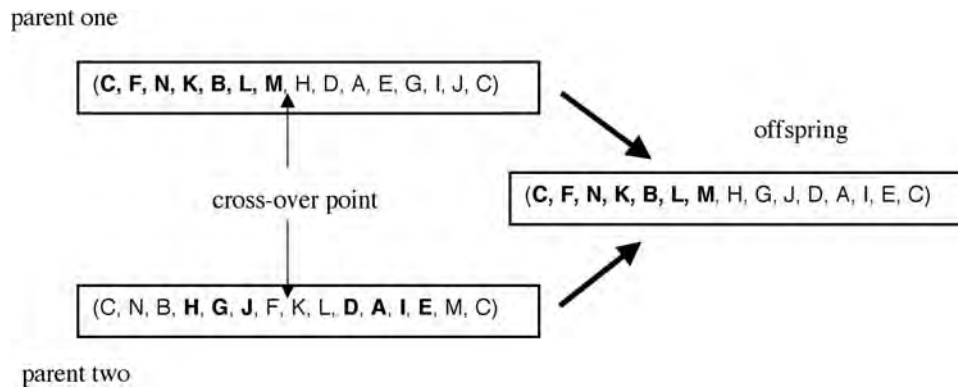 parent one
(C, F, N, K, B, L, M, H, D, A, E, G, I, J, C)
offspring
(C, F, N, K, B, L, M, H, G, J, D, A, I, E, C)
cross-over point
(C, N, B, H, G, J, F, K, L, D, A, I, E, M, C)
parent two